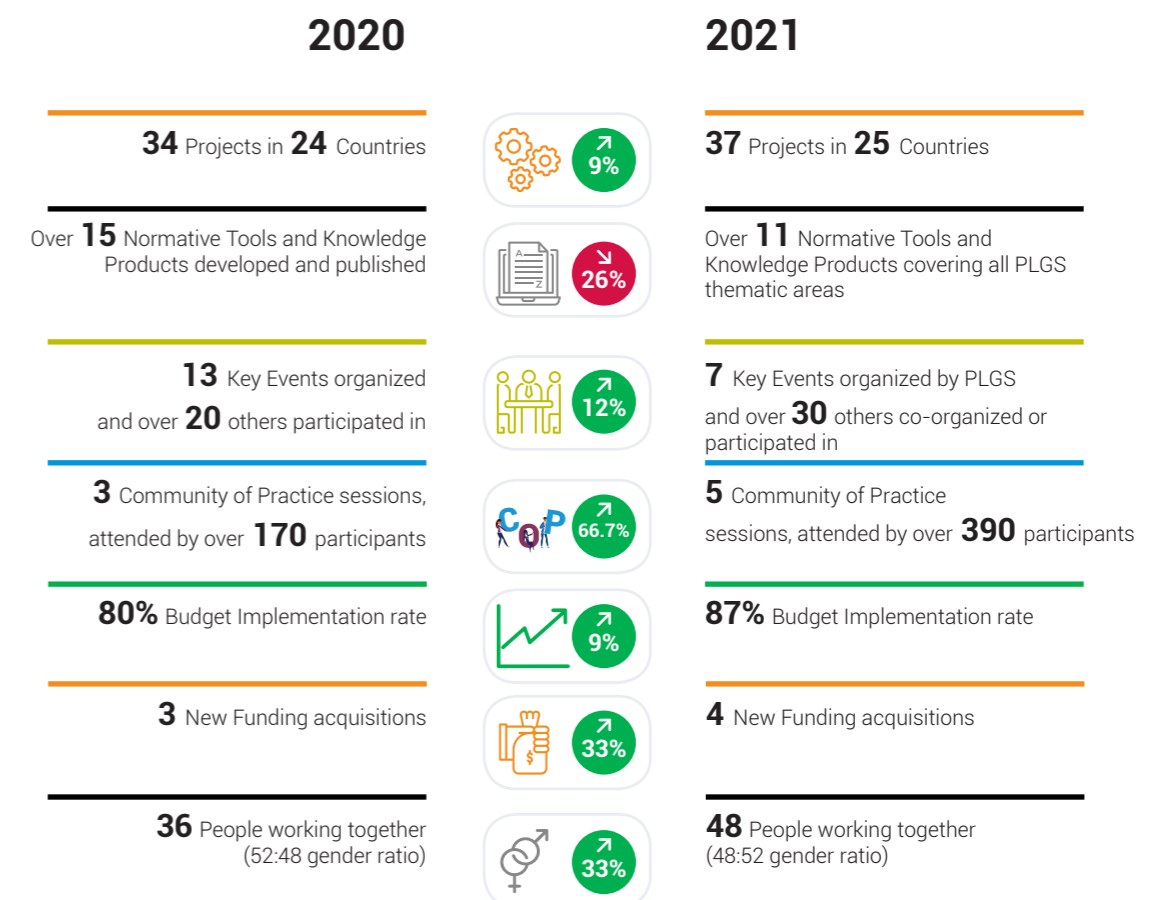 2020
2021
34 Projects in 24 Countries
9%
37 Projects in 25 Countries
Over 15 Normative Tools and Knowledge
Products developed and published
A
Z
26%
Over 11 Normative Tools and
Knowledge Products covering all PLGS
thematic areas
13 Key Events organized
and over 20 others participated in
12%
7 Key Events organized by PLGS
and over 30 others co-organized or
participated in
3 Community of Practice sessions,
attended by over 170 participants
COP
66.7%
5 Community of Practice
sessions, attended by over 390 participants
80% Budget Implementation rate
9%
87% Budget Implementation rate
3 New Funding acquisitions
$
33%
4 New Funding acquisitions
36 People working together
(52:48 gender ratio)
33%
48 People working together
(48:52 gender ratio)